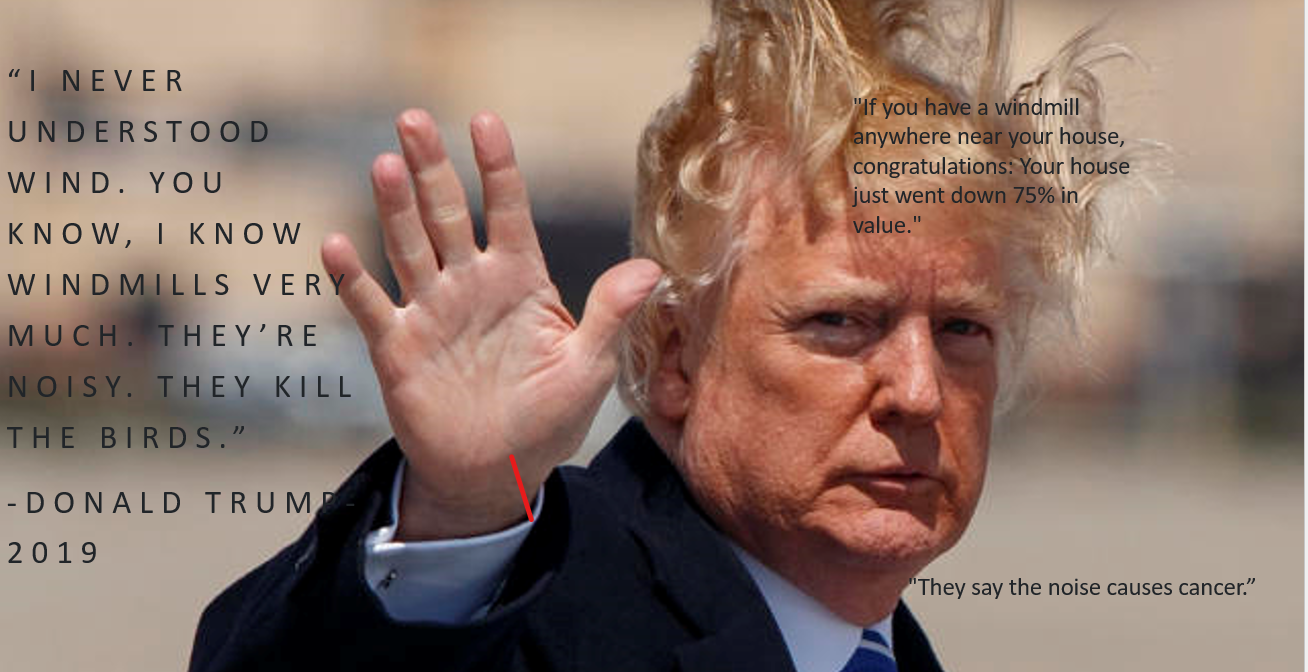 “I NEVER
UNDERSTOOD
WIND. YOU
KNOW, I KNOW
WINDMILLS VERY
MUCH. THEY’RE
NOISY. THEY KILL
THE BIRDS.”
-DONALD TRUMP-
2019
"If you have a windmill
anywhere near your house,
congratulations: Your house
just went down 75% in
value."
"They say the noise causes cancer.”